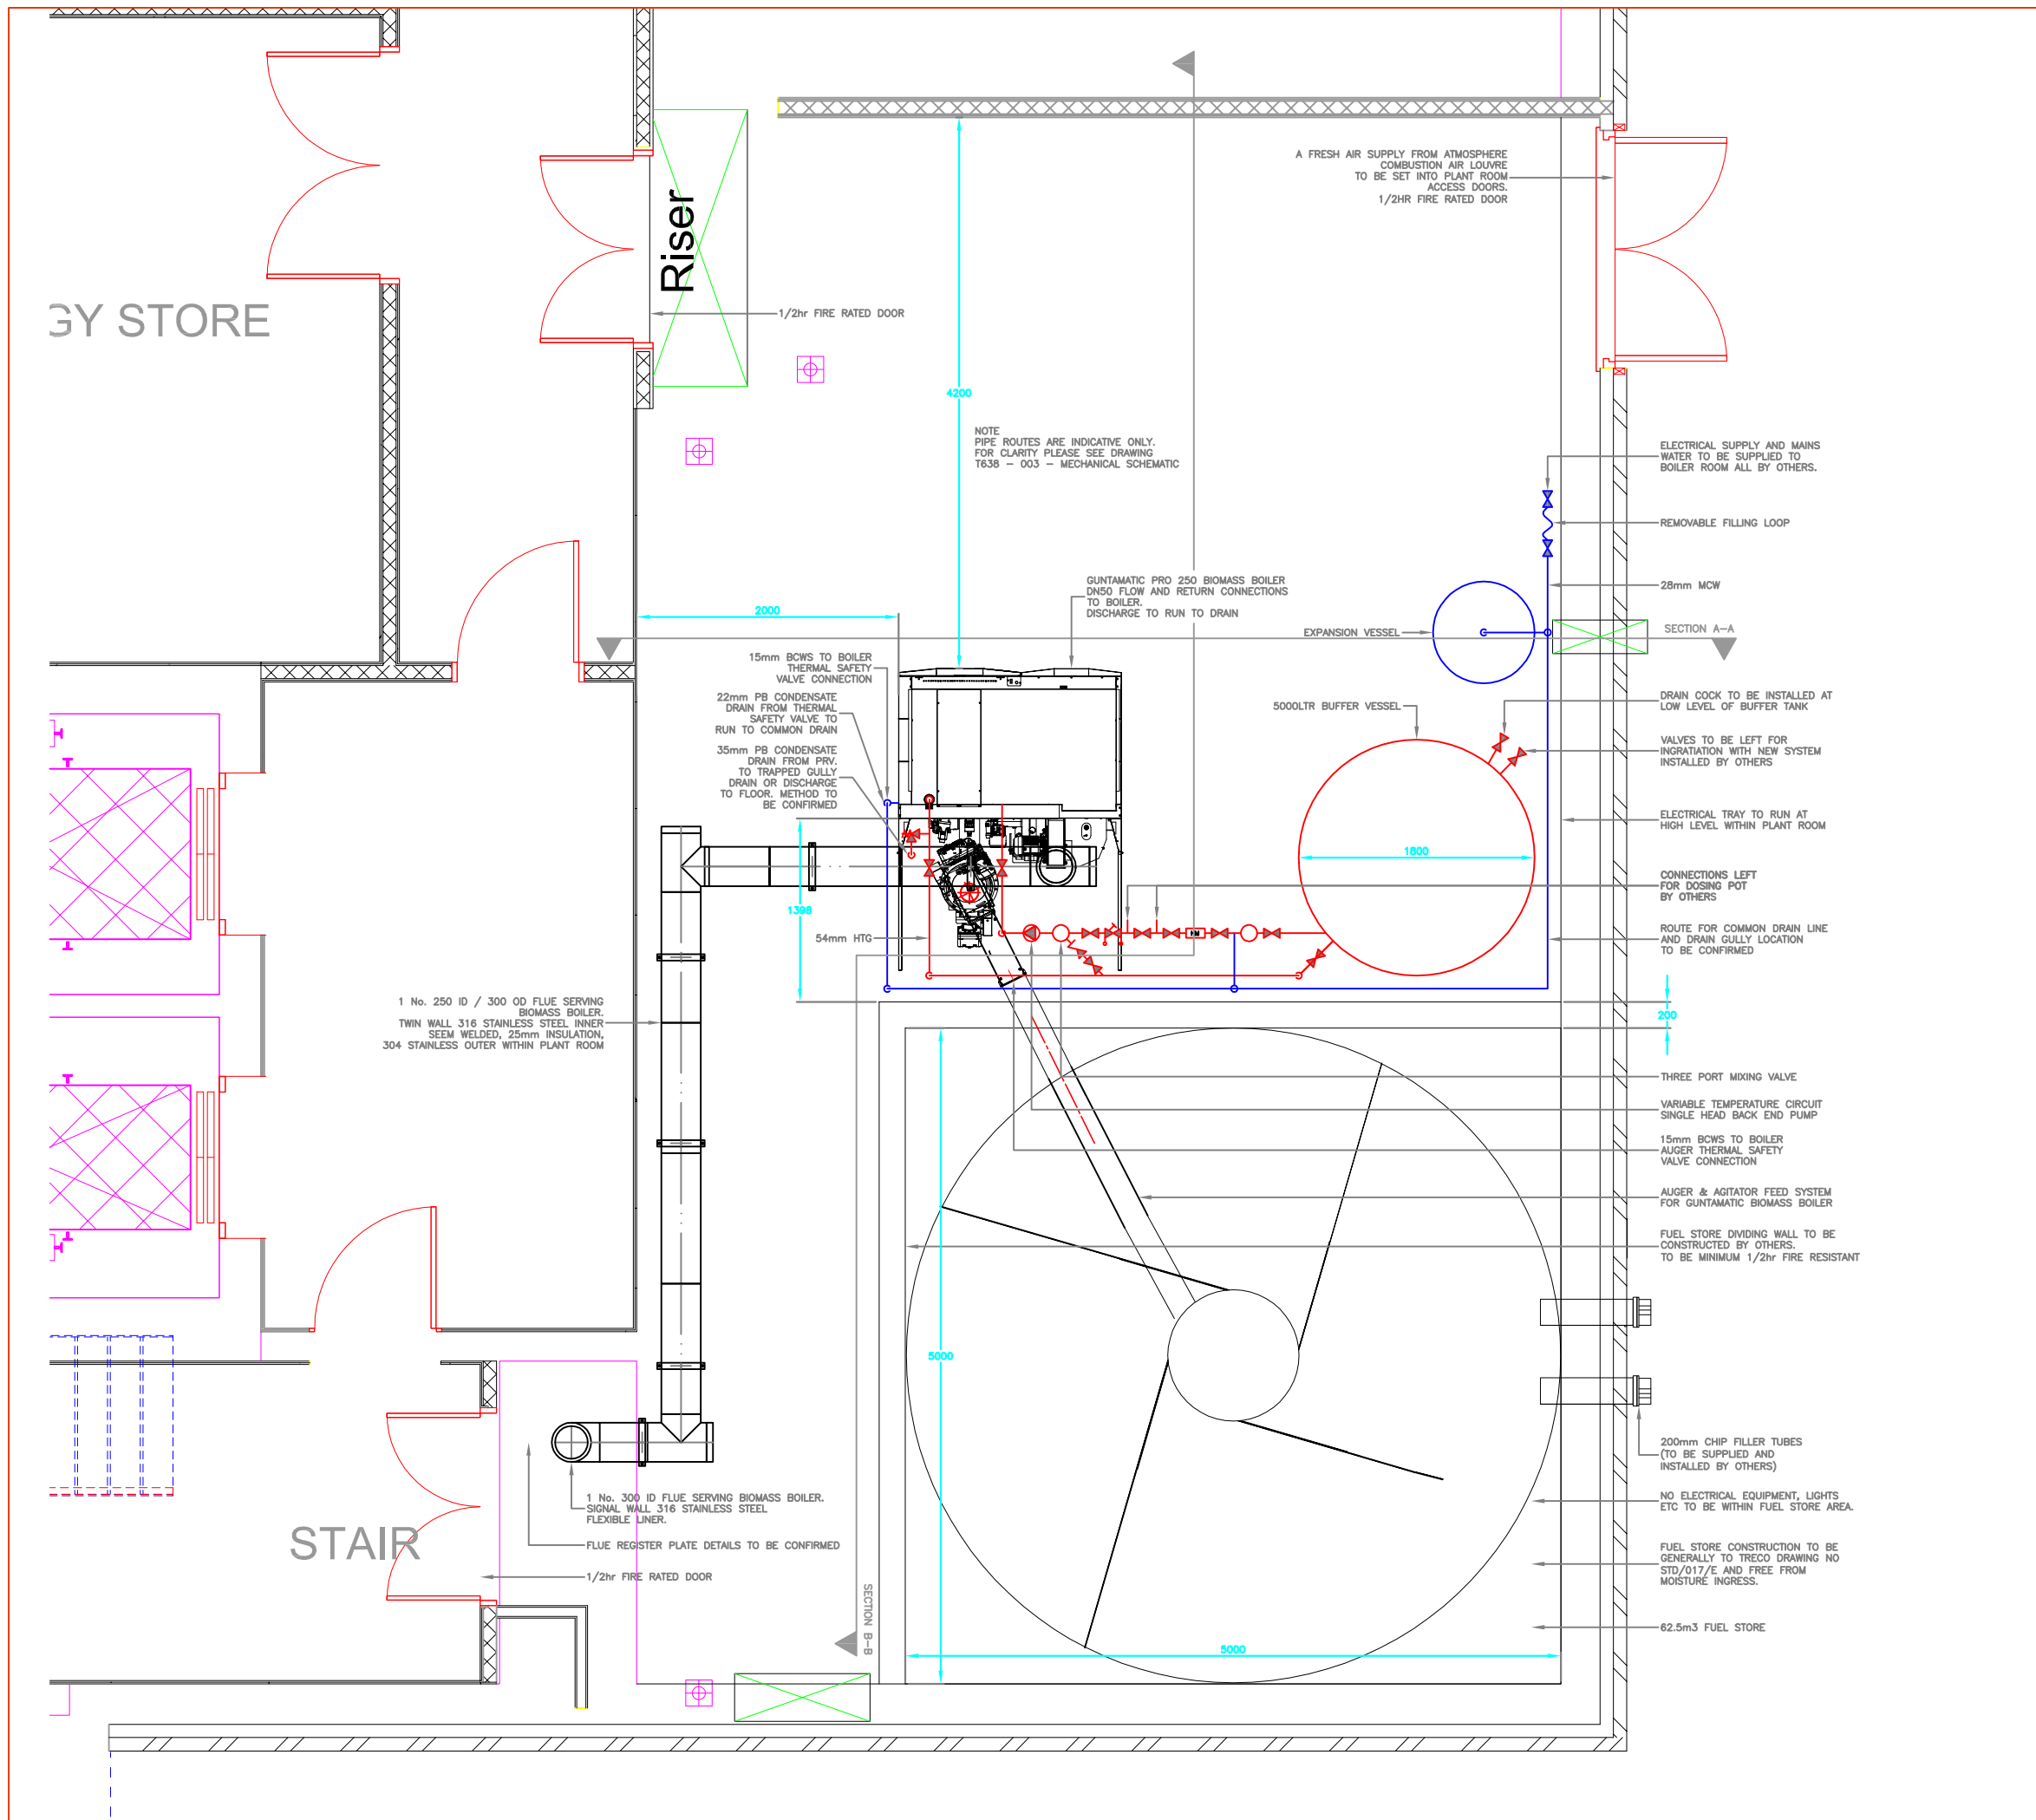 A FRESH AIR SUPPLY FROM ATMOSPHERE
COMBUSTION AIR LOUVRE
TO BE SET INTO PLANT ROOM
ACCESS DOORS.
1/2HR FIRE RATED DOOR
Riser
GY STORE
1/2hr FIRE RATED DOOR
4200
NOTE
PIPE ROUTES ARE INDICATIVE ONLY.
FOR CLARITY PLEASE SEE DRAWING
T638 - 003 - MECHANICAL SCHEMATIC
ELECTRICAL SUPPLY AND MAINS
WATER TO BE SUPPLIED TO
BOILER ROOM ALL BY OTHERS.
REMOVABLE FILLING LOOP
28mm MCW
GUNTAMATIC PRO 250 BIOMASS BOILER
DN50 FLOW AND RETURN CONNECTIONS
TO BOILER.
DISCHARGE TO RUN TO DRAIN
2000
EXPANSION VESSEL
SECTION A-A
15mm BCWS TO BOILER
THERMAL SAFETY
VALVE CONNECTION
22mm PB CONDENSATE
DRAIN FROM THERMAL
SAFETY VALVE TO
RUN TO COMMON DRAIN
35mm PB CONDENSATE
DRAIN FROM PRV.
TO TRAPPED GULLY
DRAIN OR DISCHARGE
TO FLOOR. METHOD TO
BE CONFIRMED
5000LTR BUFFER VESSEL
DRAIN COCK TO BE INSTALLED AT
LOW LEVEL OF BUFFER TANK
VALVES TO BE LEFT FOR
INGRATIATION WITH NEW SYSTEM
INSTALLED BY OTHERS
ELECTRICAL TRAY TO RUN AT
HIGH LEVEL WITHIN PLANT ROOM
1800
CONNECTIONS LEFT
FOR DOSING POT
BY OTHERS
1398
54mm HTG
HM
ROUTE FOR COMMON DRAIN LINE
AND DRAIN GULLY LOCATION
TO BE CONFIRMED
1 No. 250 ID / 300 OD FLUE SERVING
BIOMASS BOILER.
TWIN WALL 316 STAINLESS STEEL INNER
SEEM WELDED, 25mm INSULATION,
304 STAINLESS OUTER WITHIN PLANT ROOM
200
THREE PORT MIXING VALVE
VARIABLE TEMPERATURE CIRCUIT
SINGLE HEAD BACK END PUMP
15mm BCWS TO BOILER
AUGER THERMAL SAFETY
VALVE CONNECTION
AUGER & AGITATOR FEED SYSTEM
FOR GUNTAMATIC BIOMASS BOILER
FUEL STORE DIVIDING WALL TO BE
CONSTRUCTED BY OTHERS.
TO BE MINIMUM 1/2hr FIRE RESISTANT
5000
200mm CHIP FILLER TUBES
(TO BE SUPPLIED AND
INSTALLED BY OTHERS)
1 No. 300 ID FLUE SERVING BIOMASS BOILER.
SIGNAL WALL 316 STAINLESS STEEL
FLEXIBLE LINER.
FLUE REGISTER PLATE DETAILS TO BE CONFIRMED
1/2hr FIRE RATED DOOR
STAIR
NO ELECTRICAL EQUIPMENT, LIGHTS
ETC TO BE WITHIN FUEL STORE AREA.
FUEL STORE CONSTRUCTION TO BE
GENERALLY TO TRECO DRAWING NO
STD/017/E AND FREE FROM
MOISTURE INGRESS.
62.5m3 FUEL STORE
SECTION B-B
5000